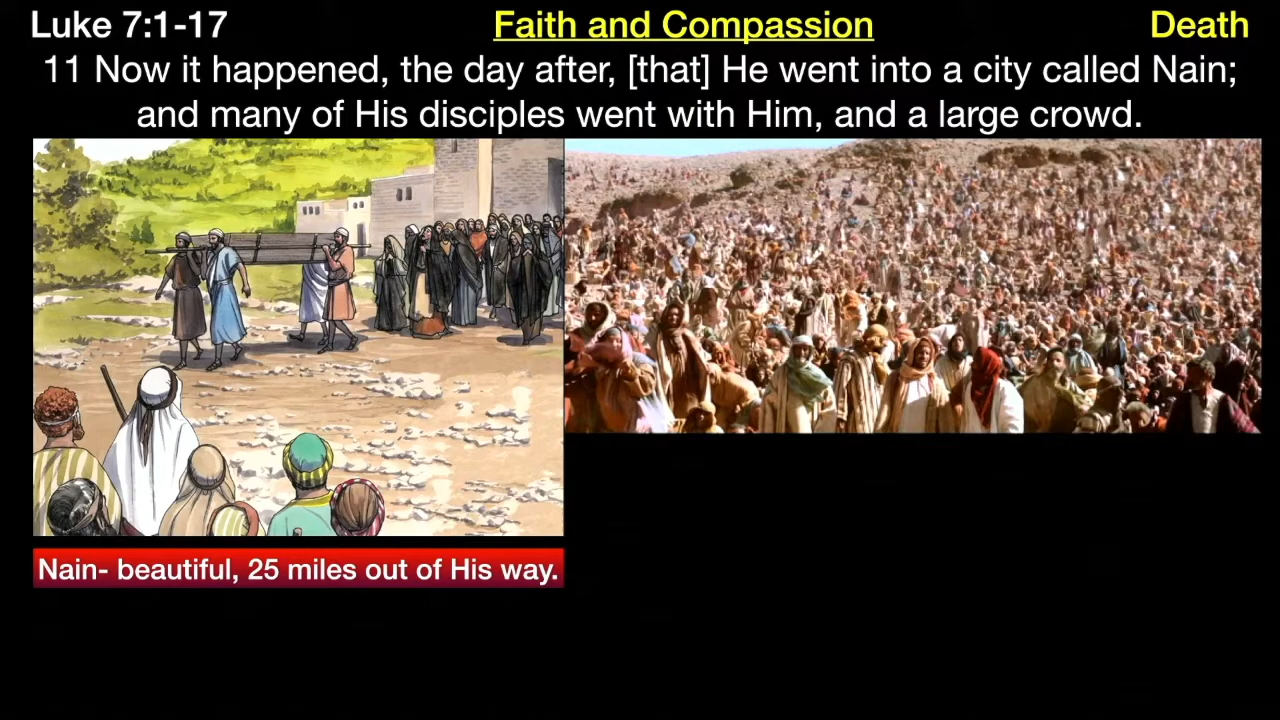 Luke 7:1-17 Faith and Compassion Death
11 Now it happened, the day after, [that] He went into a city called Nain;
and many of His disciples went with Him, and a large crowd.
Nain- beautiful, 25 miles out of His way.